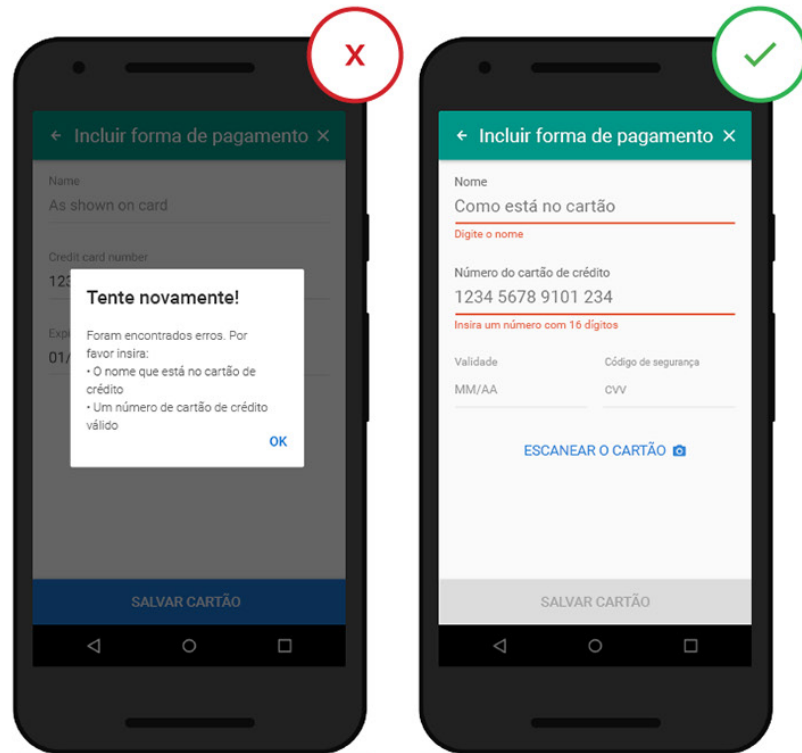 X
Incluir forma de pagamento
Name
As shown on card
Credit card number
123
Tente novamente!
Foram encontrados erros. Por
favor insira:
• O nome que está no cartão de
crédito
• Um número de cartão de crédito
válido
OK
Expi
01/
SALVAR CARTÃO
Incluir forma de pagamento
Nome
Como está no cartão
Digite o nome
Número do cartão de crédito
1234 5678 9101 234
Insira um número com 16 dígitos
Validade
Código de segurança
MM/AA
CVV
ESCANEAR O CARTÃO
SALVAR CARTÃO